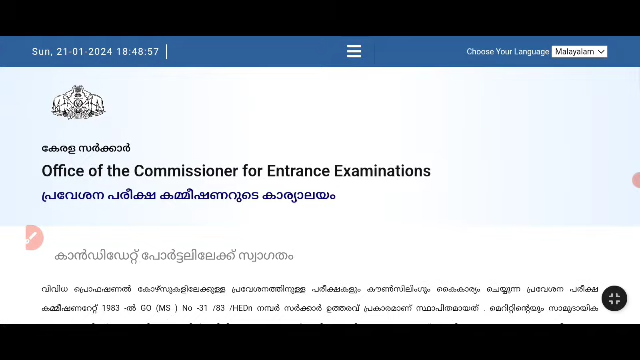 Sun, 21-01-2024 18:48:57
Choose Your Language Malayalam
കേരള സർക്കാർ
Office of the Commissioner for Entrance Examinations
പ്രവേശന പരീക്ഷ കമ്മീഷണറുടെ കാര്യാലയം
കാൻഡിഡേറ്റ് പോർട്ടലിലേക്ക് സ്വാഗതം
വിവിധ പ്രൊഫഷണൽ കോഴ്സുകളിലേക്കുള്ള പ്രവേശനത്തിനുള്ള പരീക്ഷകളും കൗൺസിലിംഗും കൈകാര്യം ചെയ്യുന്ന പ്രവേശന പരീക്ഷ
കമ്മീഷണറേറ്റ് 1983 -ൽ GO (MS ) No -31 /83 /HEDn നമ്പർ സർക്കാർ ഉത്തരവ് പ്രകാരമാണ് സ്ഥാപിതമായത് .. മെറിറ്റിന്റെയും സാമുദായിക